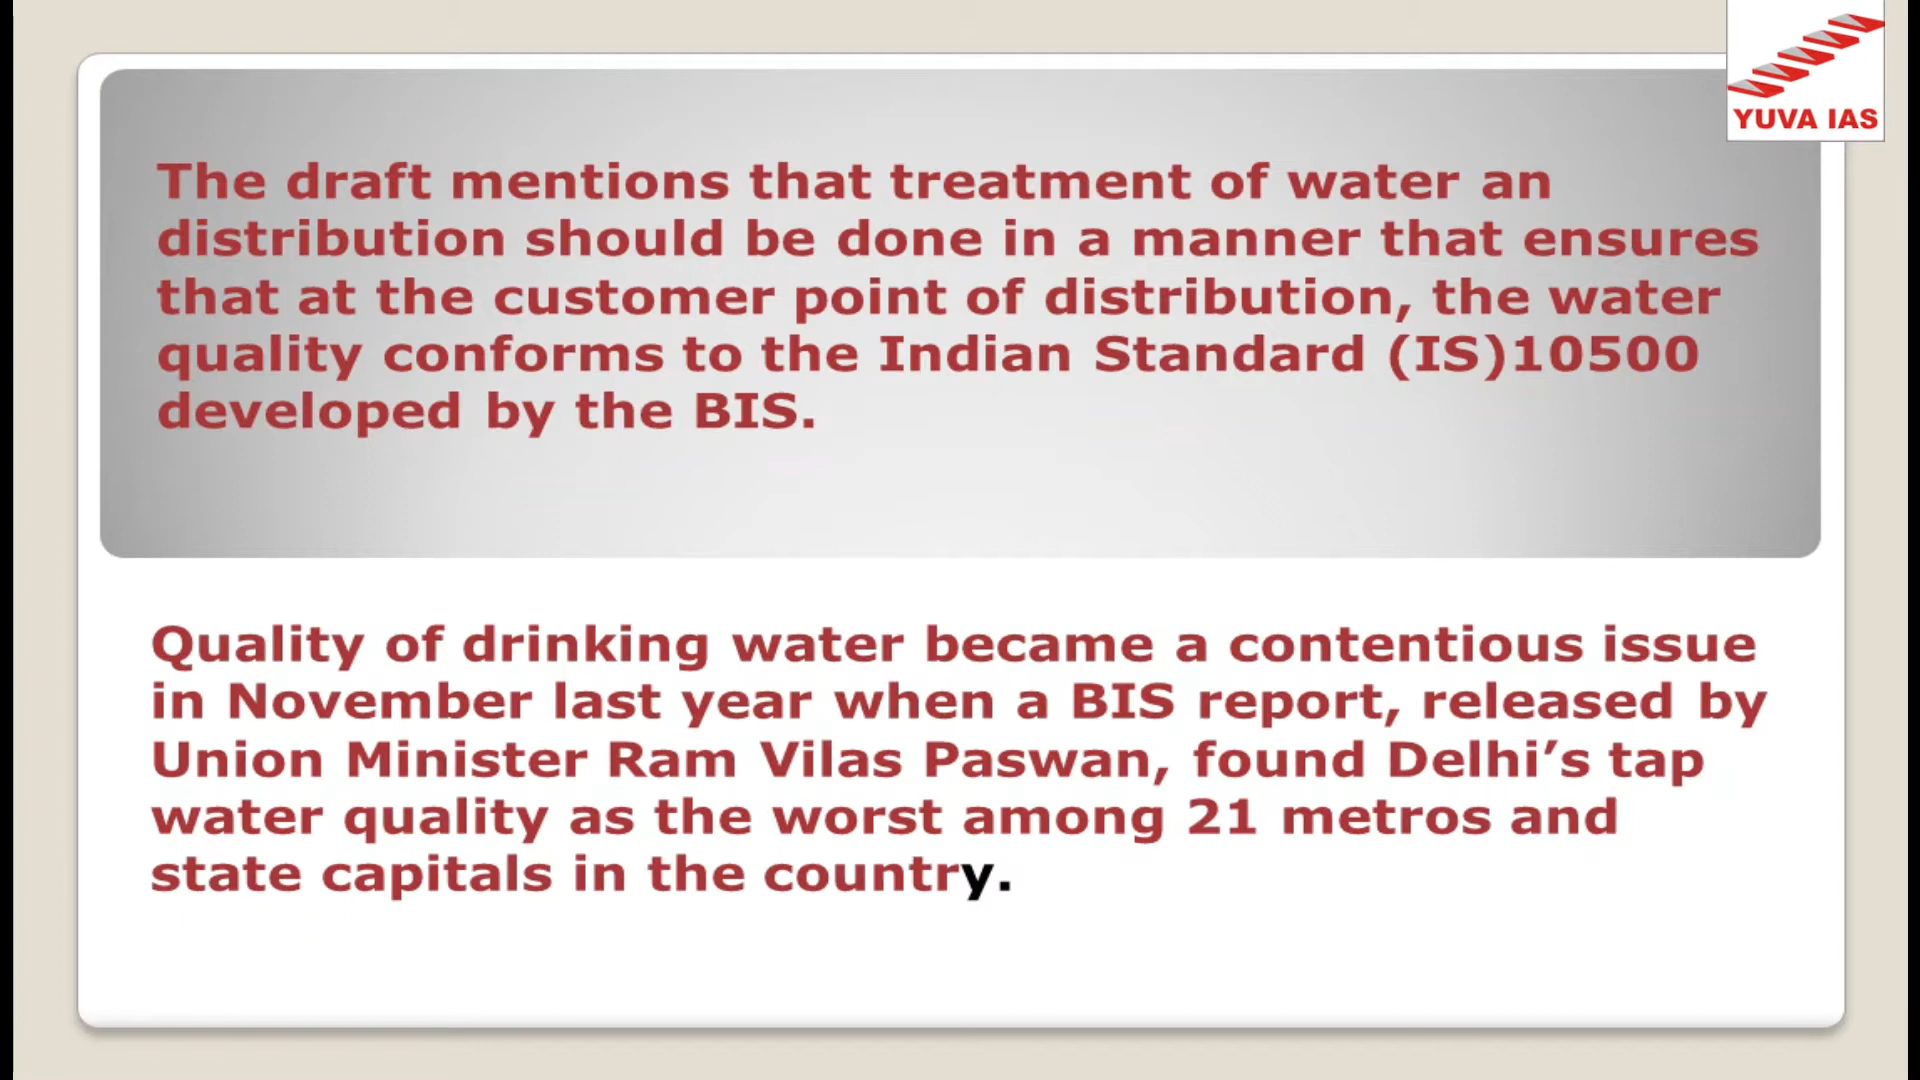 YUVA IAS
The draft mentions that treatment of water an
distribution should be done in a manner that ensures
that at the customer point of distribution, the water
quality conforms to the Indian Standard (IS)10500
developed by the BIS.
Quality of drinking water became a contentious issue
in November last year when a BIS report, released by
Union Minister Ram Vilas Paswan, found Delhi’s tap
water quality as the worst among 21 metros and
state capitals in the country.